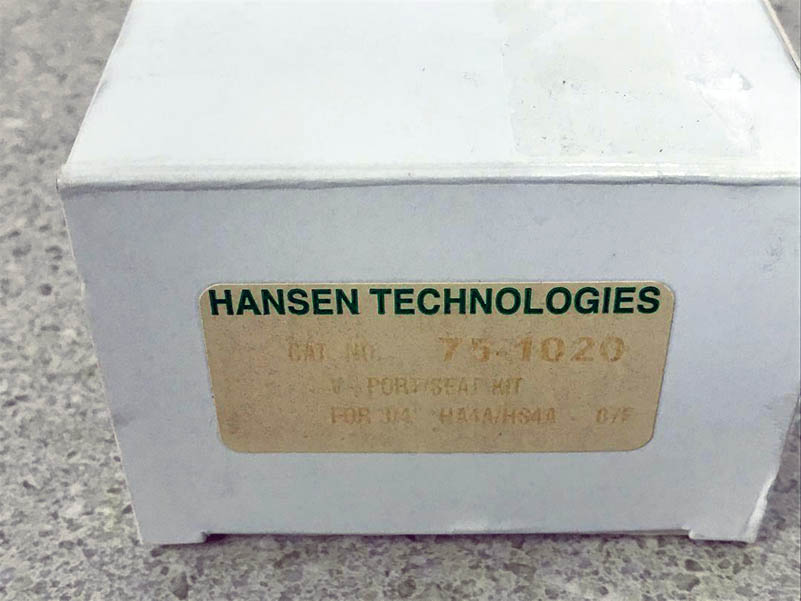 HANSEN TECHNOLOGIES
CAT. NO. 75-1020
V - PORT/SEAT KIT
FOR 3/4" HA4A/HS4A -